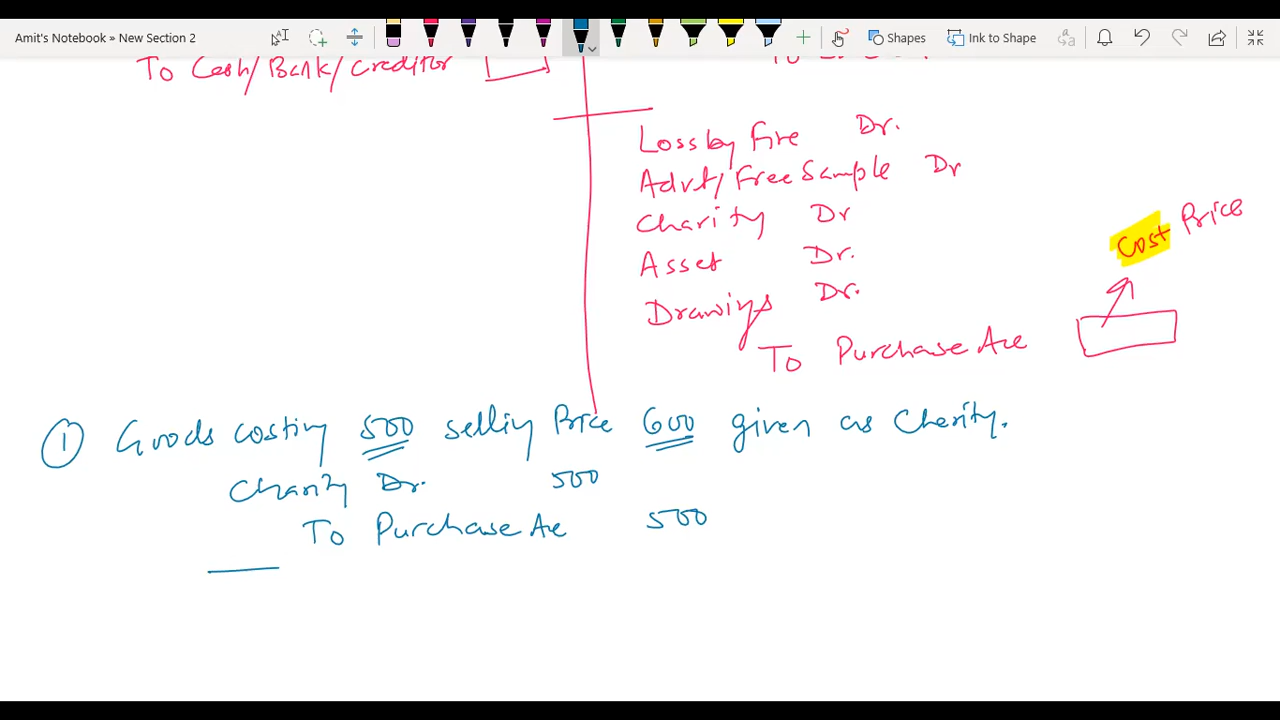 Amit's Notebook » New Section 2
Shapes
Ink to Shape
To Cash/Bank/Creditor
To
Loss by Fire Dr.
Advt/Free Sample Dr
Charity Dr
Asset Dr.
Drawings Dr.
To Purchase A/c
Cost Price
① Goods costing 500 selling Price 600 given as Charity.
Charity Dr. 500
To Purchase A/c 500